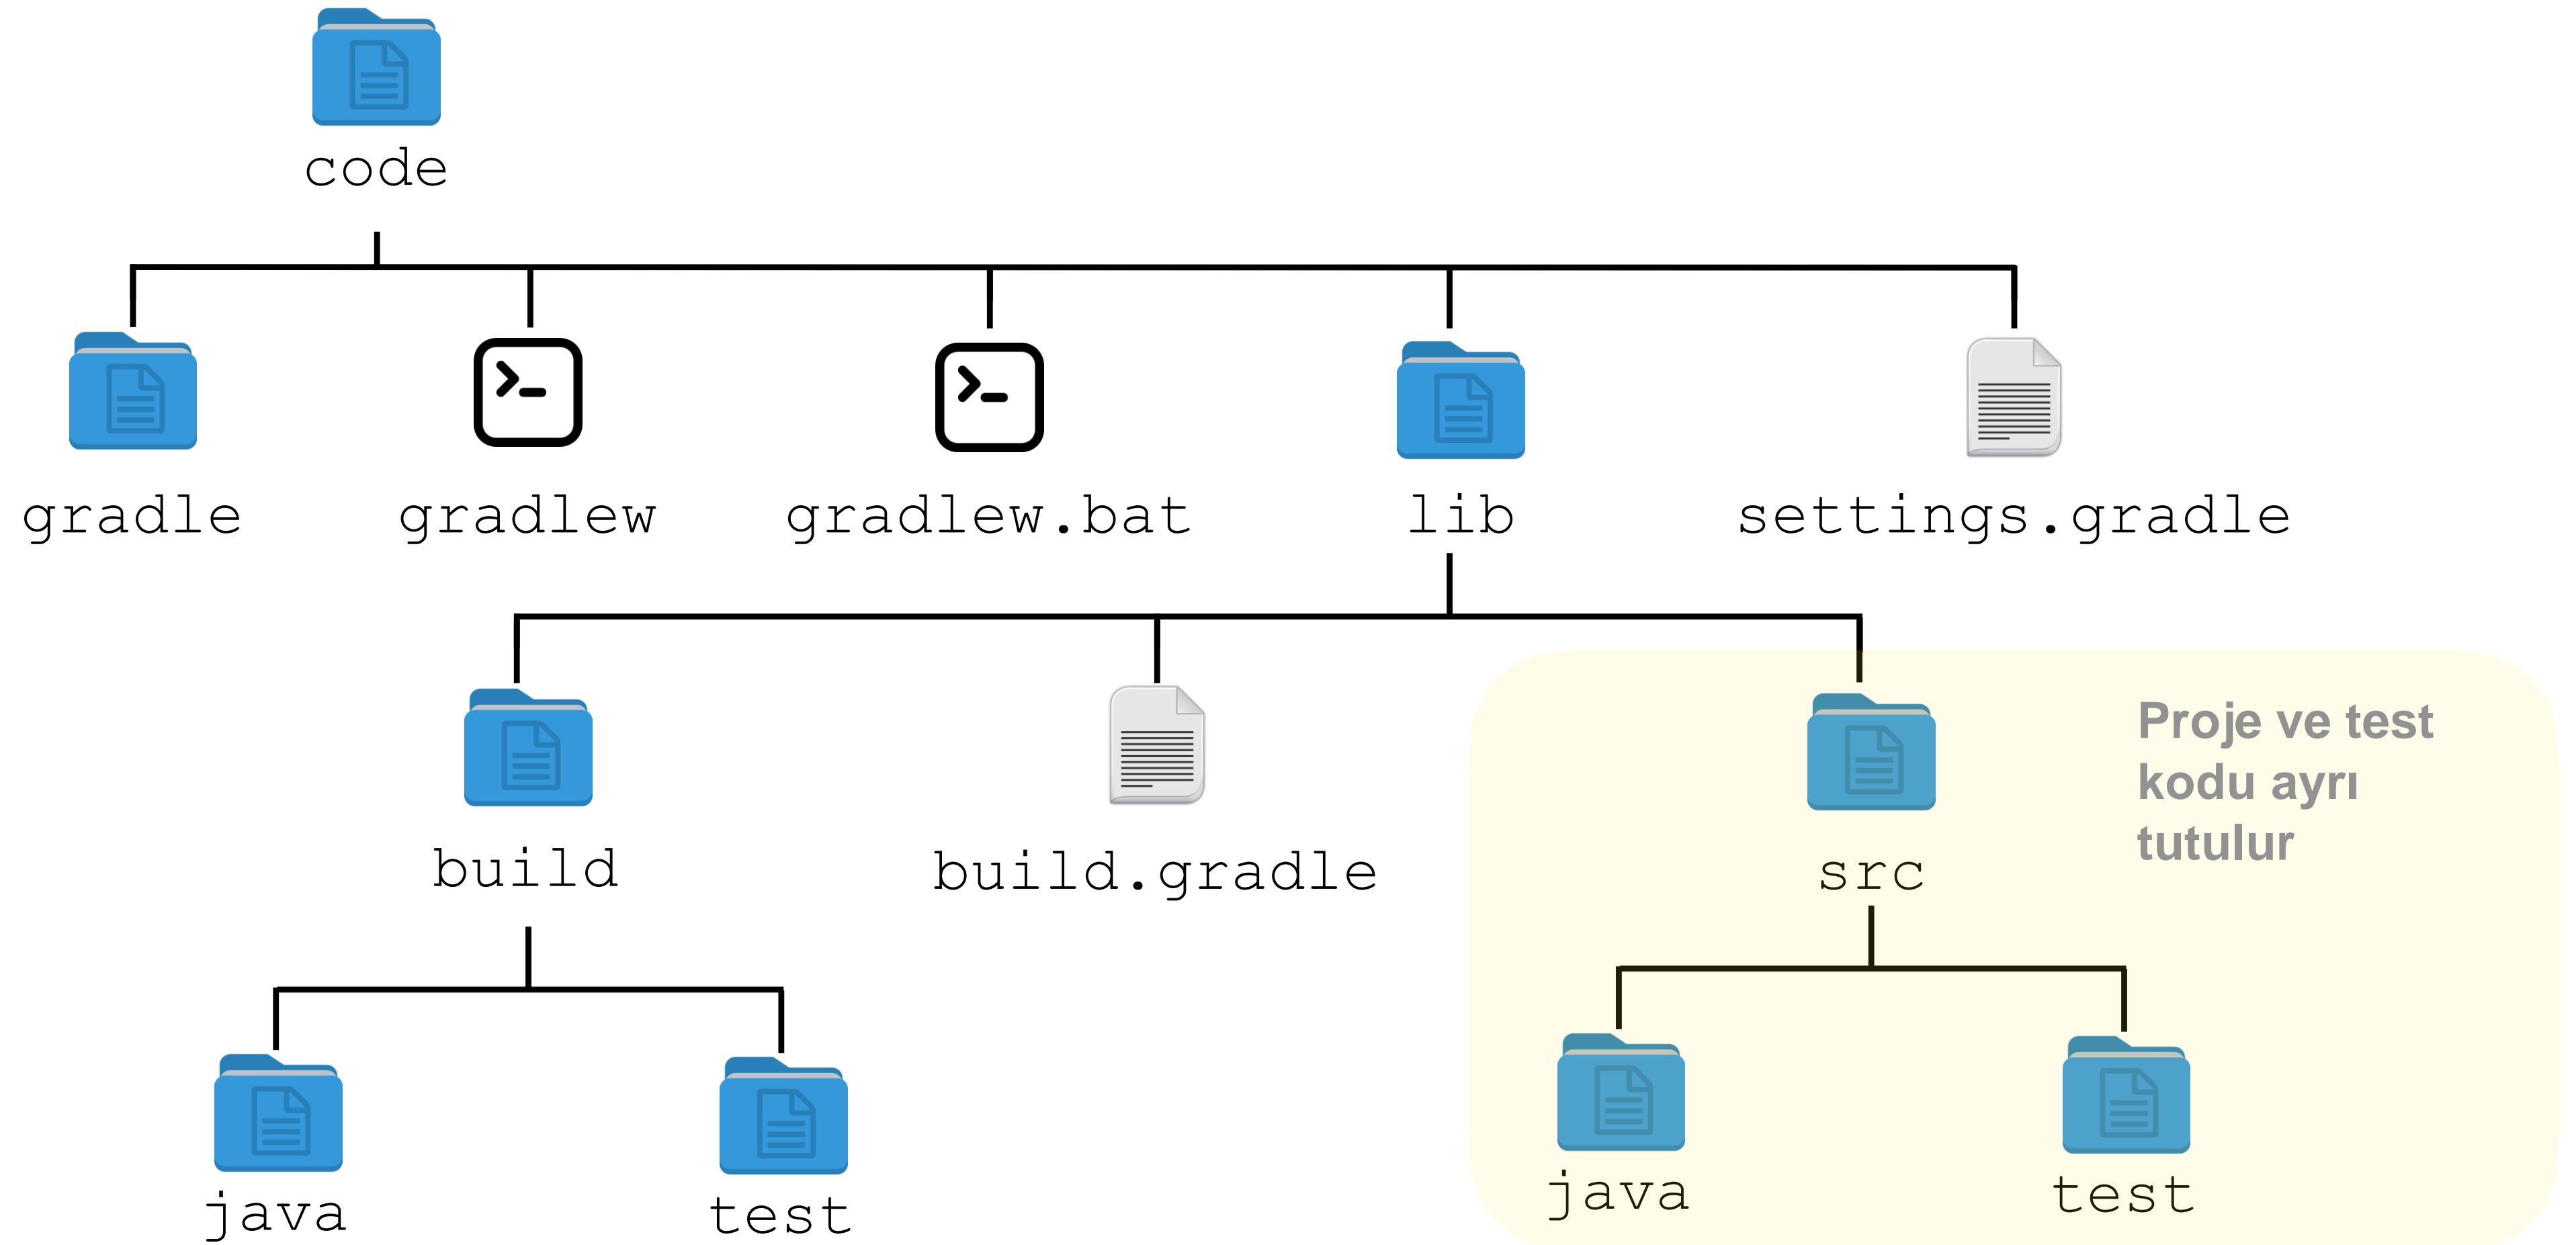 code
gradle
gradlew
gradlew.bat
lib
settings.gradle
build
build.gradle
src
Proje ve test
kodu ayrı
tutulur
java
test
java
test